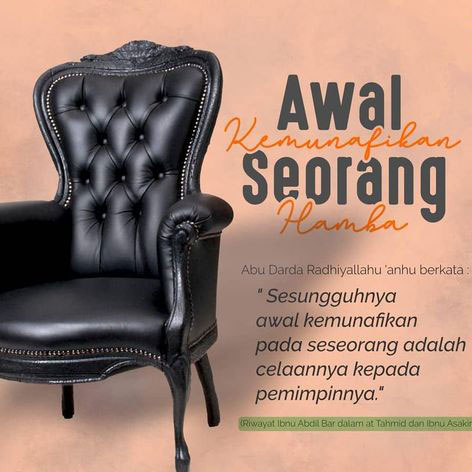 Awal
Kemunafikan
Seorang
Hamba
Abu Darda Radhiyallahu 'anhu berkata :
" Sesungguhnya
awal kemunafikan
pada seseorang adalah
celaannya kepada
pemimpinnya."
(Riwayat Ibnu Abdil Bar dalam at Tahmid dan Ibnu Asakir